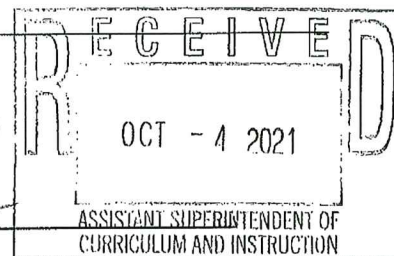 RECEIVED
OCT - 4 2021
ASSISTANT SUPERINTENDENT OF
CURRICULUM AND INSTRUCTION